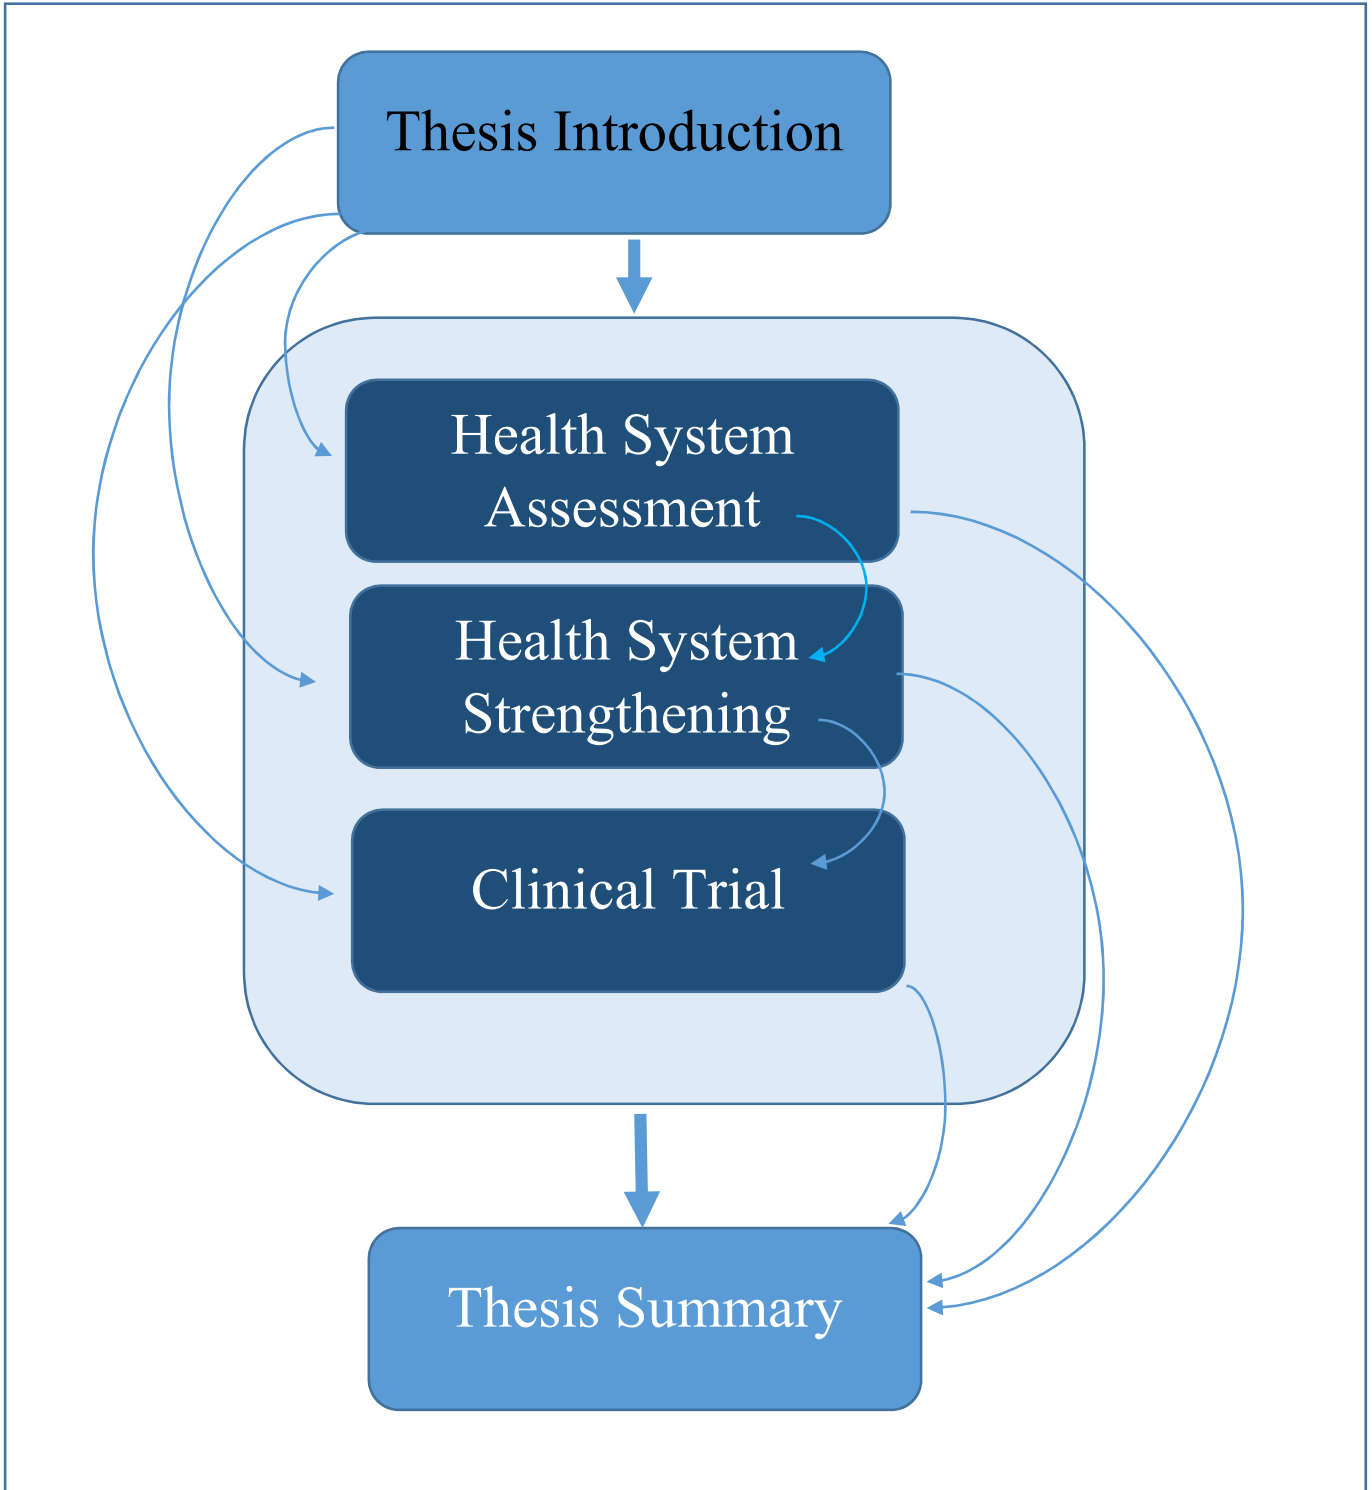 Thesis Introduction
Health System
Assessment
Health System
Strengthening
Clinical Trial
Thesis Summary